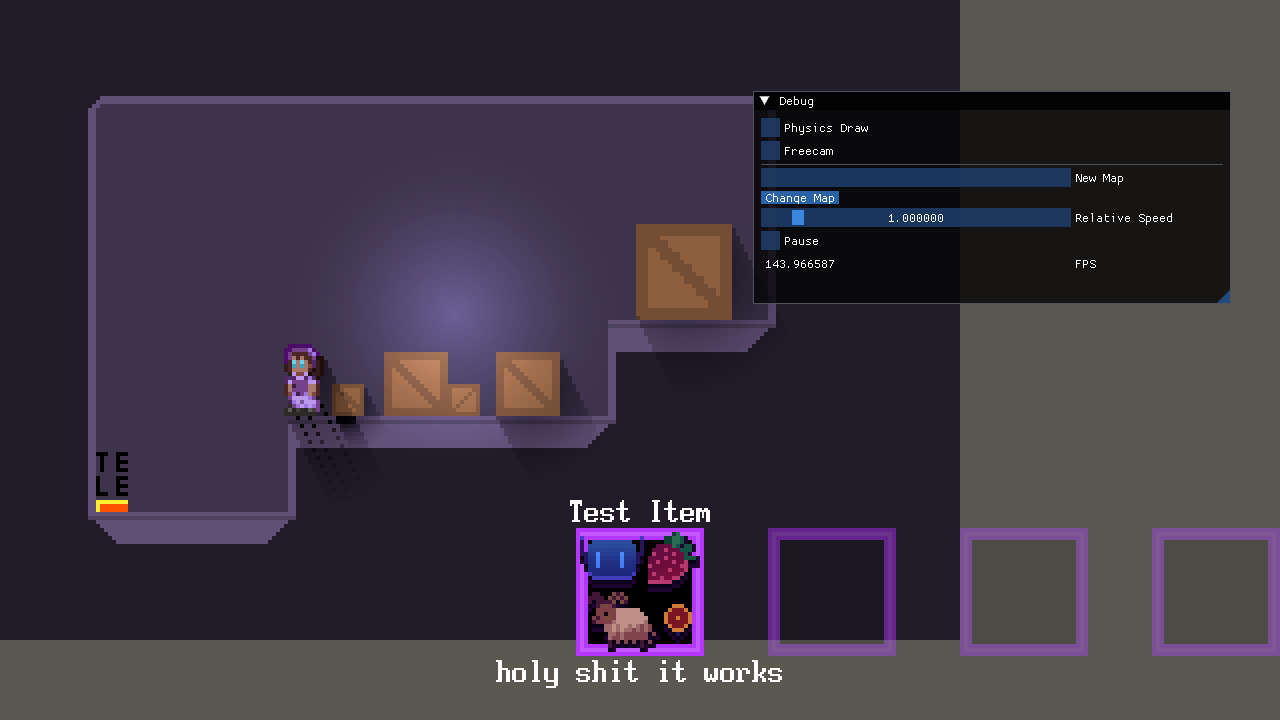 Debug
Physics Draw
Freecam
New Map
Change Map
1.000000 Relative Speed
Pause
143.966587 FPS
TE
LE
Test Item
holy shit it works